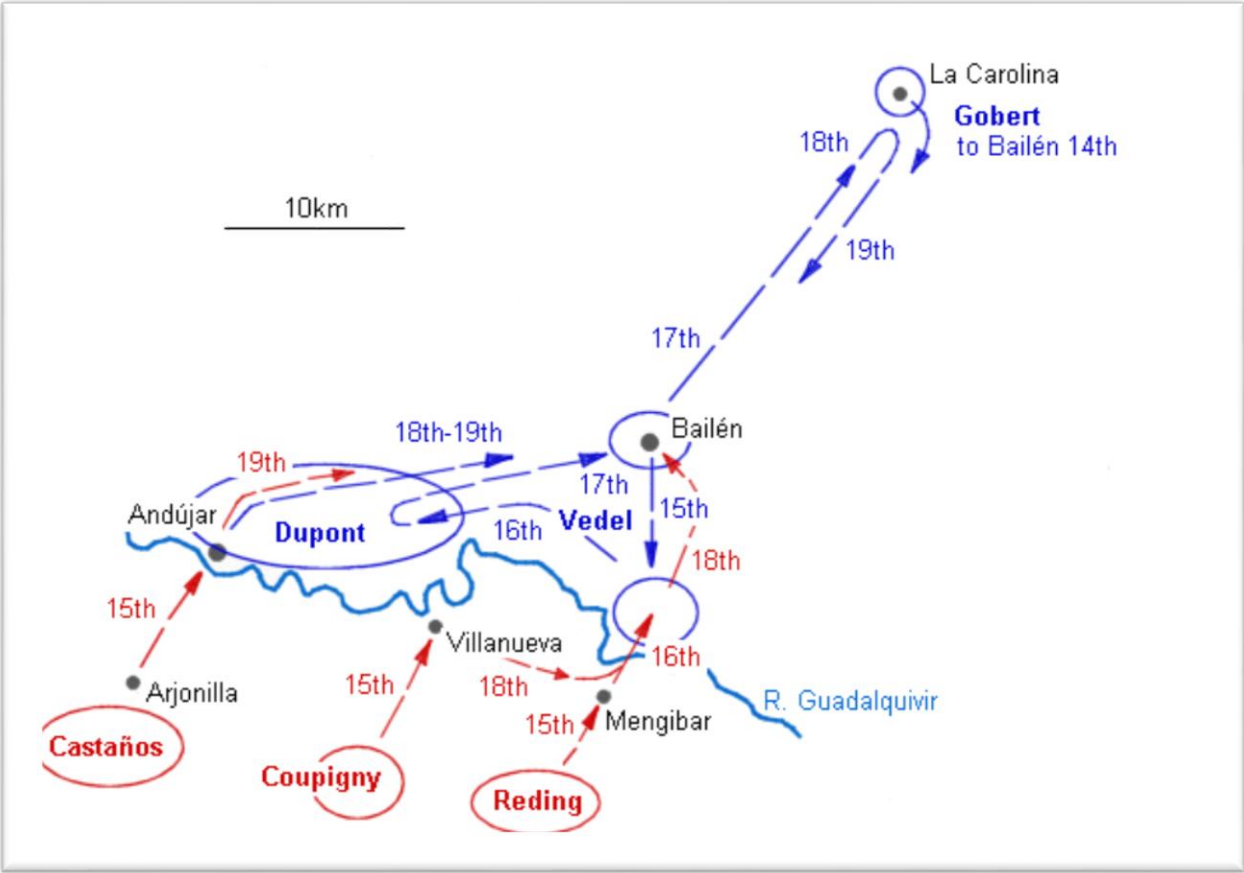 La Carolina
Gobert
to Bailén 14th
18th
10km
19th
17th
Bailén
18th-19th
19th
17th
15th
Andújar
Dupont
16th
Vedel
18th
15th
Villanueva
16th
15th
18th
Arjonilla
R. Guadalquivir
15th
Mengibar
Castaños
Coupigny
Reding